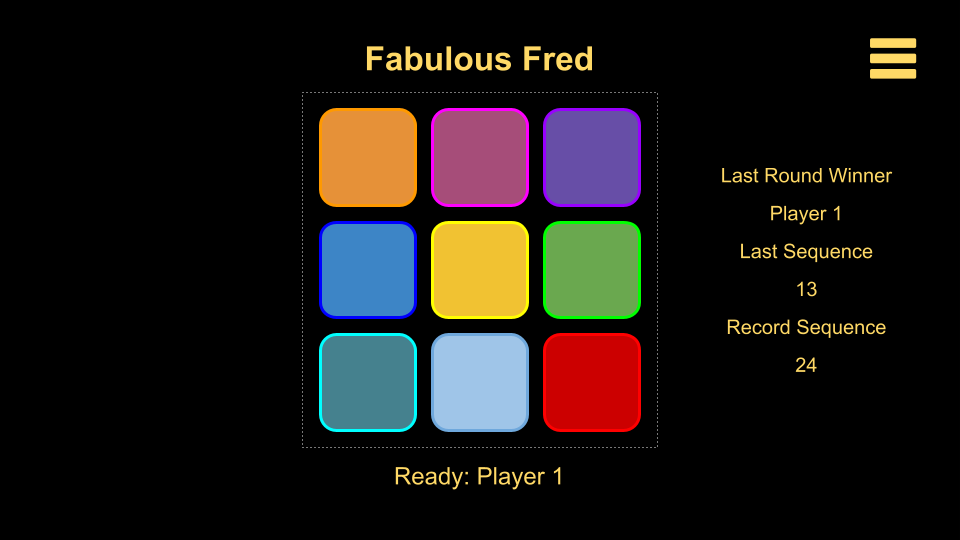 Fabulous Fred
Last Round Winner
Player 1
Last Sequence
13
Record Sequence
24
Ready: Player 1